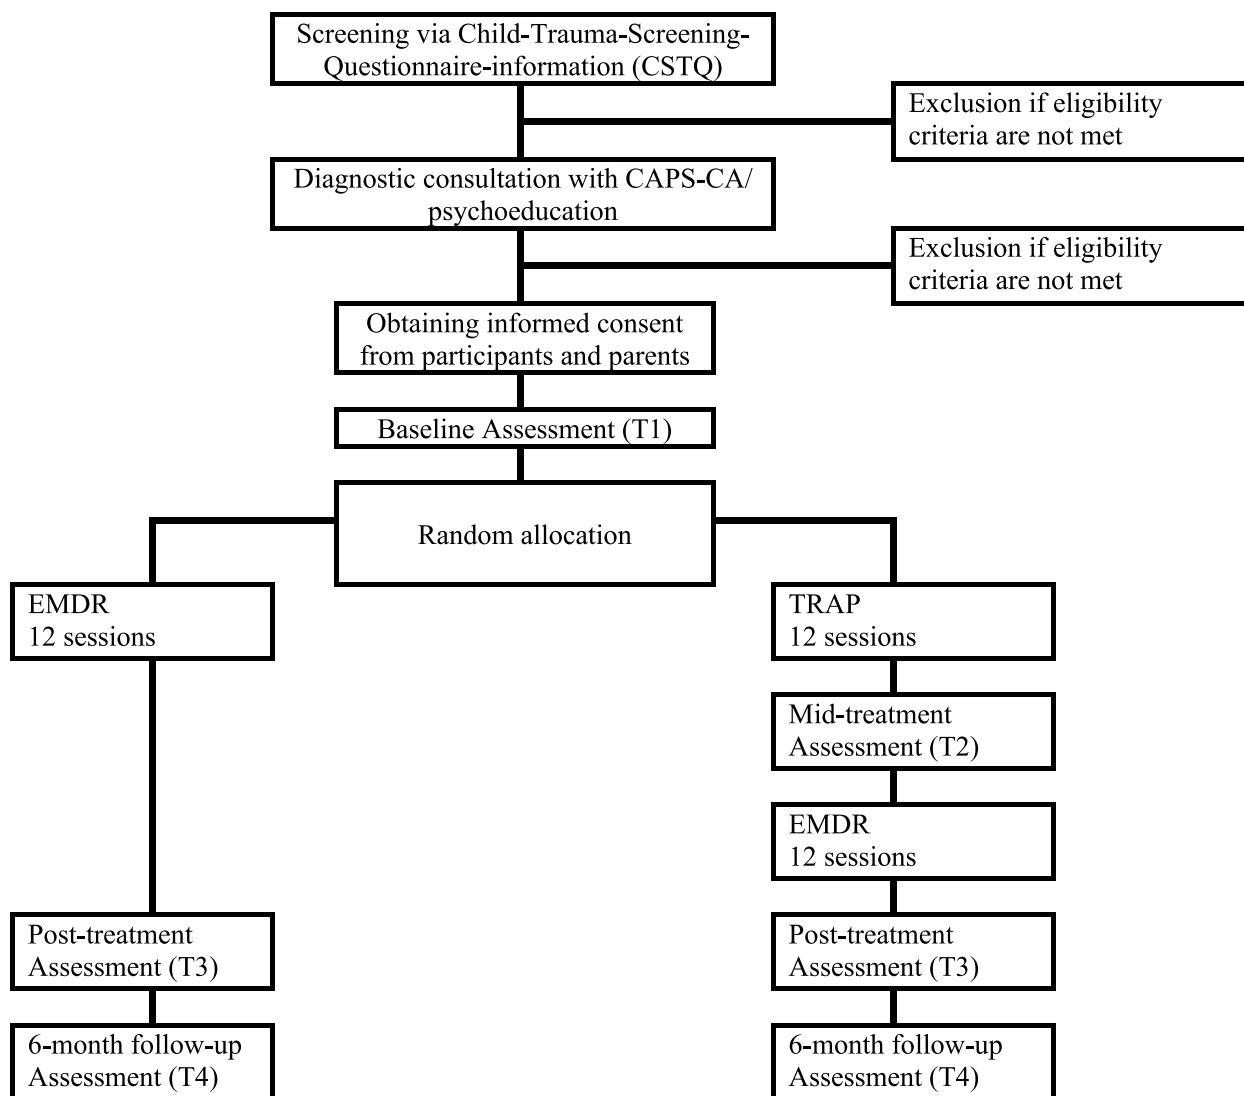 Screening via Child-Trauma-Screening-
Questionnaire-information (CSTQ)
Exclusion if eligibility
criteria are not met
Diagnostic consultation with CAPS-CA/
psychoeducation
Exclusion if eligibility
criteria are not met
Obtaining informed consent
from participants and parents
Baseline Assessment (T1)
Random allocation
EMDR
12 sessions
TRAP
12 sessions
Mid-treatment
Assessment (T2)
EMDR
12 sessions
Post-treatment
Assessment (T3)
Post-treatment
Assessment (T3)
6-month follow-up
Assessment (T4)
6-month follow-up
Assessment (T4)